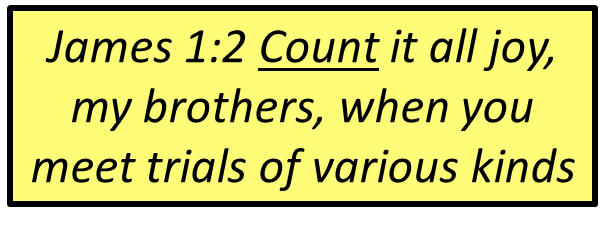 James 1:2 Count it all joy,
my brothers, when you
meet trials of various kinds